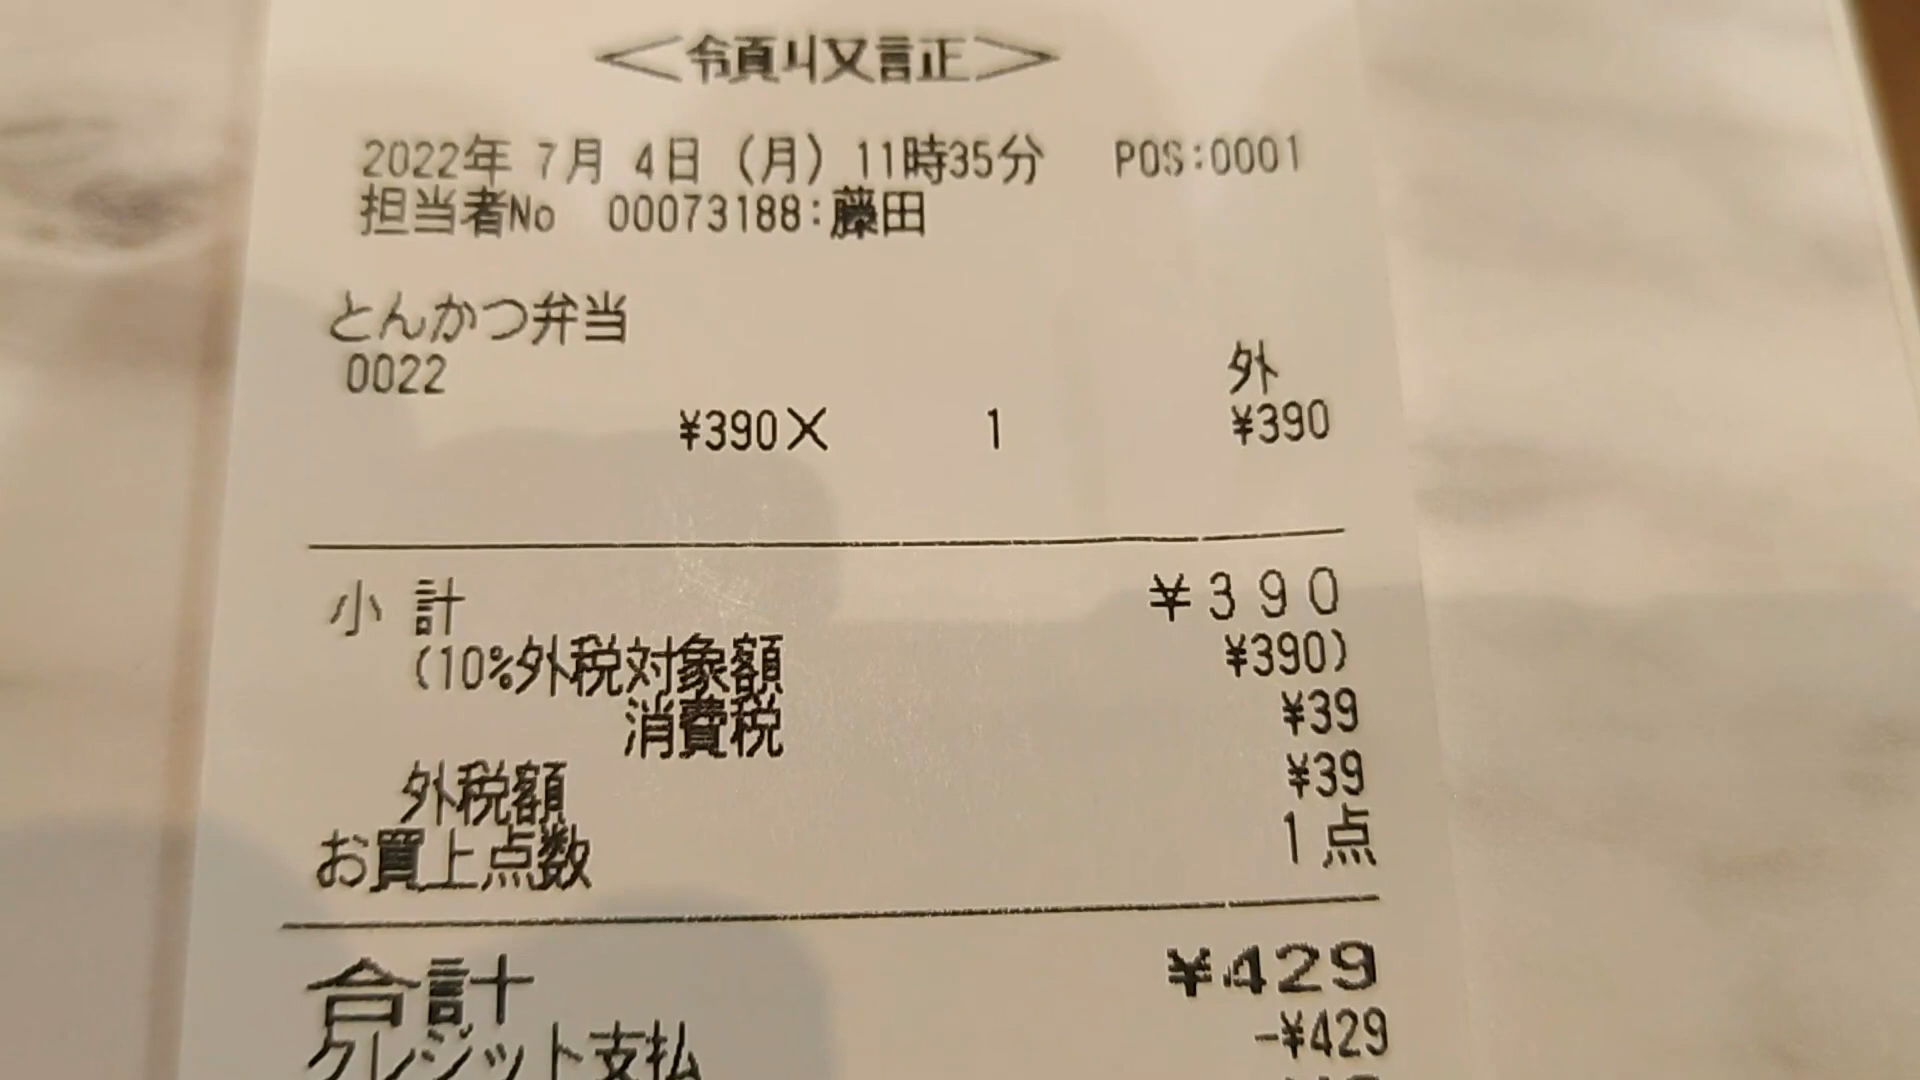 <領収証>
2022年 7月 4日（月）11時35分 POS:0001
担当者No 00073188:藤田
とんかつ弁当
0022 外
¥390× 1 ¥390
小 計 ¥390
(10%外税対象額 ¥390)
消費税 ¥39
外税額 ¥39
お買上点数 1点
合計 ¥429
クレジット支払 -¥429